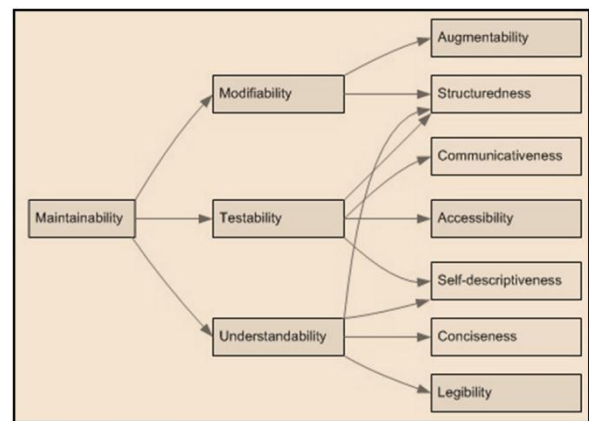 Maintainability
Modifiability
Testability
Understandability
Augmentability
Structuredness
Communicativeness
Accessibility
Self-descriptiveness
Conciseness
Legibility